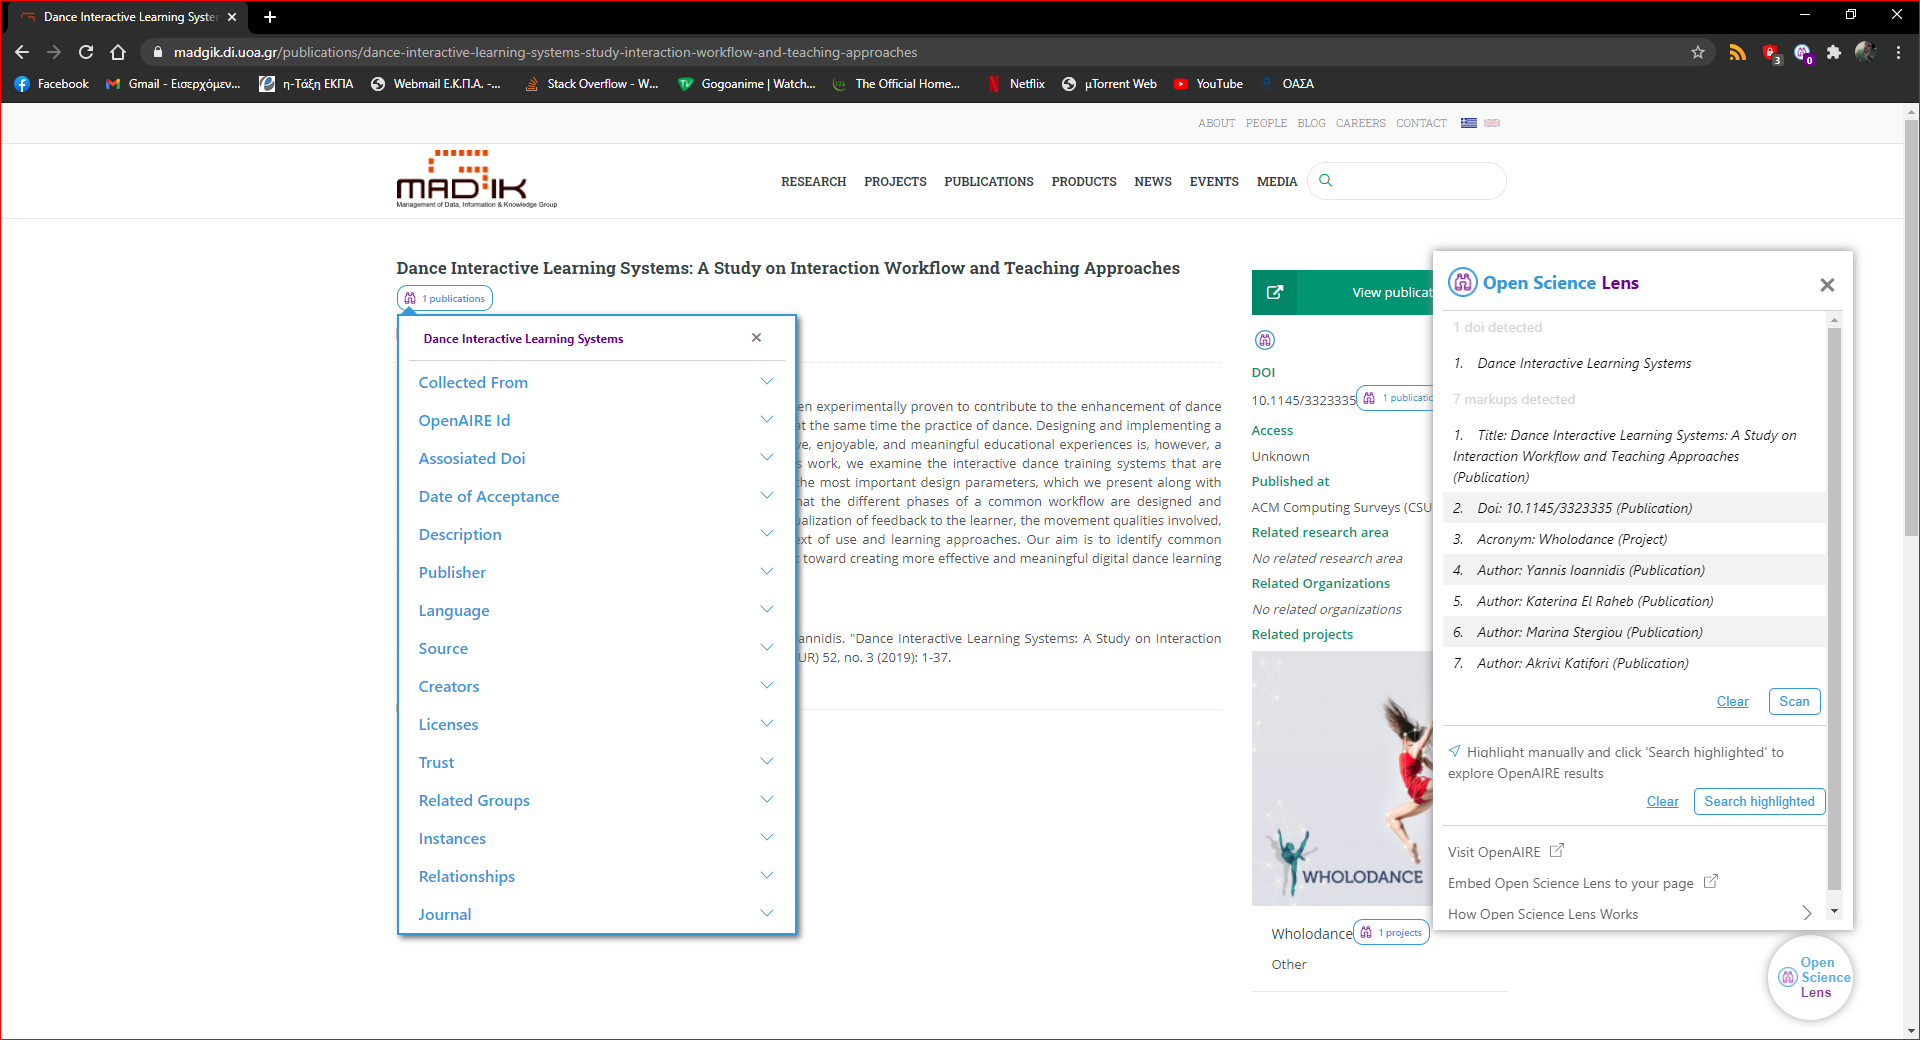 Dance Interactive Learning Syster
madgik.di.uoa.gr/publications/dance-interactive-learning-systems-study-interaction-workflow-and-teaching-approaches
3
0
Facebook
Gmail - Εισερχόμεν...
η-Τάξη ΕΚΠΑ
Webmail Ε.Κ.Π.Α. -...
Stack Overflow - W...
Gogoanime | Watch...
The Official Home...
Netflix
μTorrent Web
YouTube
ΟΑΣΑ
ABOUT PEOPLE BLOG CAREERS CONTACT
MADGIK
Management of Data, Information & Knowledge Group
RESEARCH PROJECTS PUBLICATIONS PRODUCTS NEWS EVENTS MEDIA
Dance Interactive Learning Systems: A Study on Interaction Workflow and Teaching Approaches
1 publications
Dance Interactive Learning Systems
Collected From
OpenAIRE Id
Assosiated Doi
Date of Acceptance
Description
Publisher
Language
Source
Creators
Licenses
Trust
Related Groups
Instances
Relationships
Journal
en experimentally proven to contribute to the enhancement of dance
at the same time the practice of dance. Designing and implementing a
ve, enjoyable, and meaningful educational experiences is, however, a
s work, we examine the interactive dance training systems that are
he most important design parameters, which we present along with
hat the different phases of a common workflow are designed and
ualization of feedback to the learner, the movement qualities involved,
ext of use and learning approaches. Our aim is to identify common
t toward creating more effective and meaningful digital dance learning
annidis. "Dance Interactive Learning Systems: A Study on Interaction
UR) 52, no. 3 (2019): 1-37.
View publicat
DOI
10.1145/3323335
1 publicatio
Access
Unknown
Published at
ACM Computing Surveys (CSU
Related research area
No related research area
Related Organizations
No related organizations
Related projects
WHOLODANCE
Wholodance
1 projects
Other
Open Science Lens
1 doi detected
1. Dance Interactive Learning Systems
7 markups detected
1. Title: Dance Interactive Learning Systems: A Study on
Interaction Workflow and Teaching Approaches
(Publication)
2. Doi: 10.1145/3323335 (Publication)
3. Acronym: Wholodance (Project)
4. Author: Yannis Ioannidis (Publication)
5. Author: Katerina El Raheb (Publication)
6. Author: Marina Stergiou (Publication)
7. Author: Akrivi Katifori (Publication)
Clear
Scan
Highlight manually and click 'Search highlighted' to
explore OpenAIRE results
Clear
Search highlighted
Visit OpenAIRE
Embed Open Science Lens to your page
How Open Science Lens Works
Open
Science
Lens